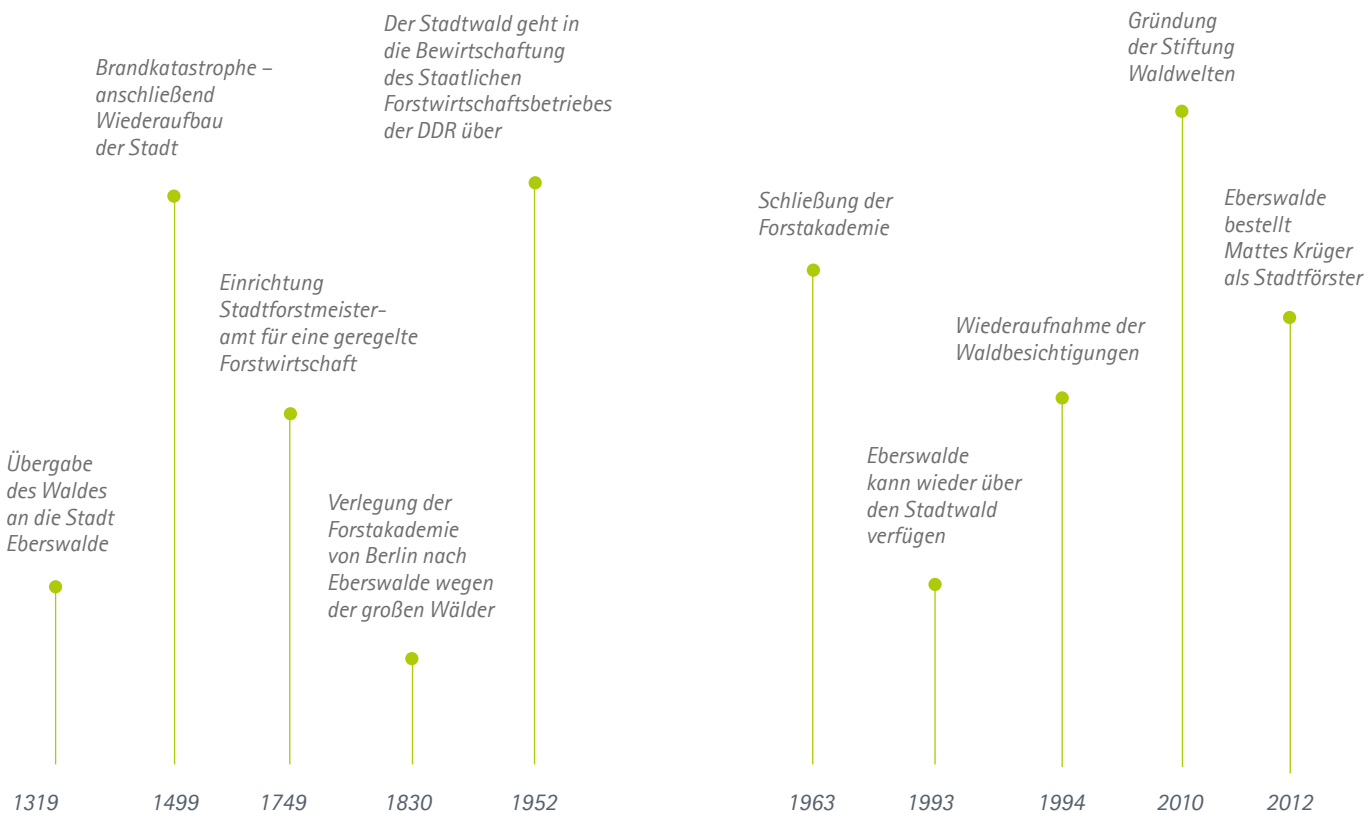 Übergabe
des Waldes
an die Stadt
Eberswalde
1319
Brandkatastrophe –
anschließend
Wiederaufbau
der Stadt
1499
Einrichtung
Stadtforstmeister-
amt für eine geregelte
Forstwirtschaft
1749
Verlegung der
Forstakademie
von Berlin nach
Eberswalde wegen
der großen Wälder
1830
Der Stadtwald geht in
die Bewirtschaftung
des Staatlichen
Forstwirtschaftsbetriebes
der DDR über
1952
Schließung der
Forstakademie
1963
Eberswalde
kann wieder über
den Stadtwald
verfügen
1993
Wiederaufnahme der
Waldbesichtigungen
1994
Gründung
der Stiftung
Waldwelten
2010
Eberswalde
bestellt
Mattes Krüger
als Stadtförster
2012